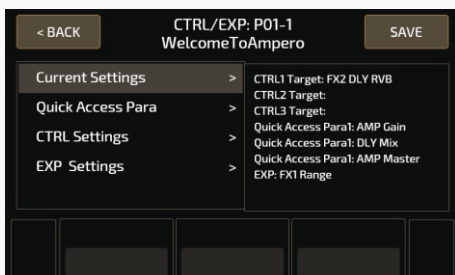 < BACK
CTRL/EXP: P01-1
WelcomeToAmpero
SAVE
Current Settings >
Quick Access Para >
CTRL Settings >
EXP Settings >
CTRL1 Target: FX2 DLY RVB
CTRL2 Target:
CTRL3 Target:
Quick Access Para1: AMP Gain
Quick Access Para1: DLY Mix
Quick Access Para1: AMP Master
EXP: FX1 Range